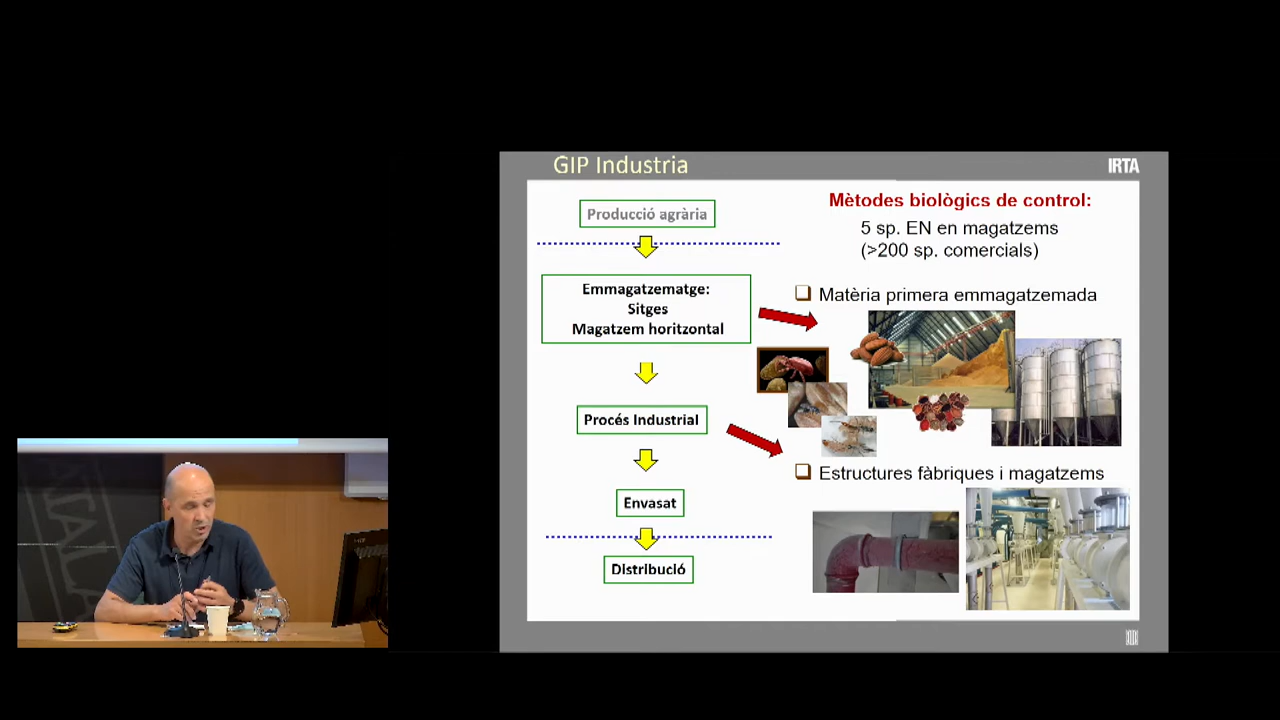 GIP Industria
IRTA
Producció agrària
Emmagatzematge:
Sitges
Magatzem horitzontal
Procés Industrial
Envasat
Distribució
Mètodes biològics de control:
5 sp. EN en magatzems
(>200 sp. comercials)
Matèria primera emmagatzemada
Estructures fàbriques i magatzems